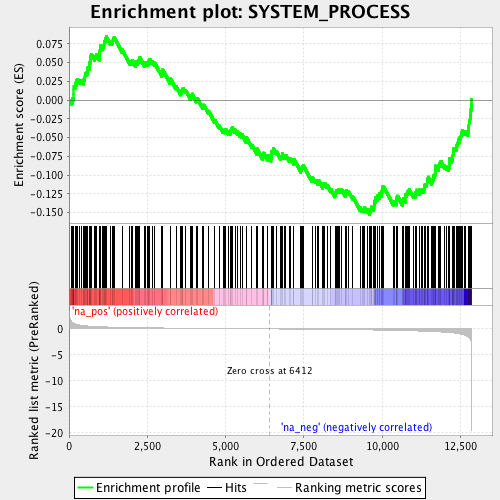 Enrichment plot: SYSTEM_PROCESS
Enrichment score (ES)
0.075
0.050
0.025
0.000
-0.025
-0.050
-0.075
-0.100
-0.125
-0.150
'na_pos' (positively correlated)
Ranked list metric (PreRanked)
0
-5
-10
-15
-20
Zero cross at 6412
'na_neg' (negatively correlated)
0
2,500
5,000
7,500
10,000
12,500
Rank in Ordered Dataset
Enrichment profile
Hits
Ranking metric scores